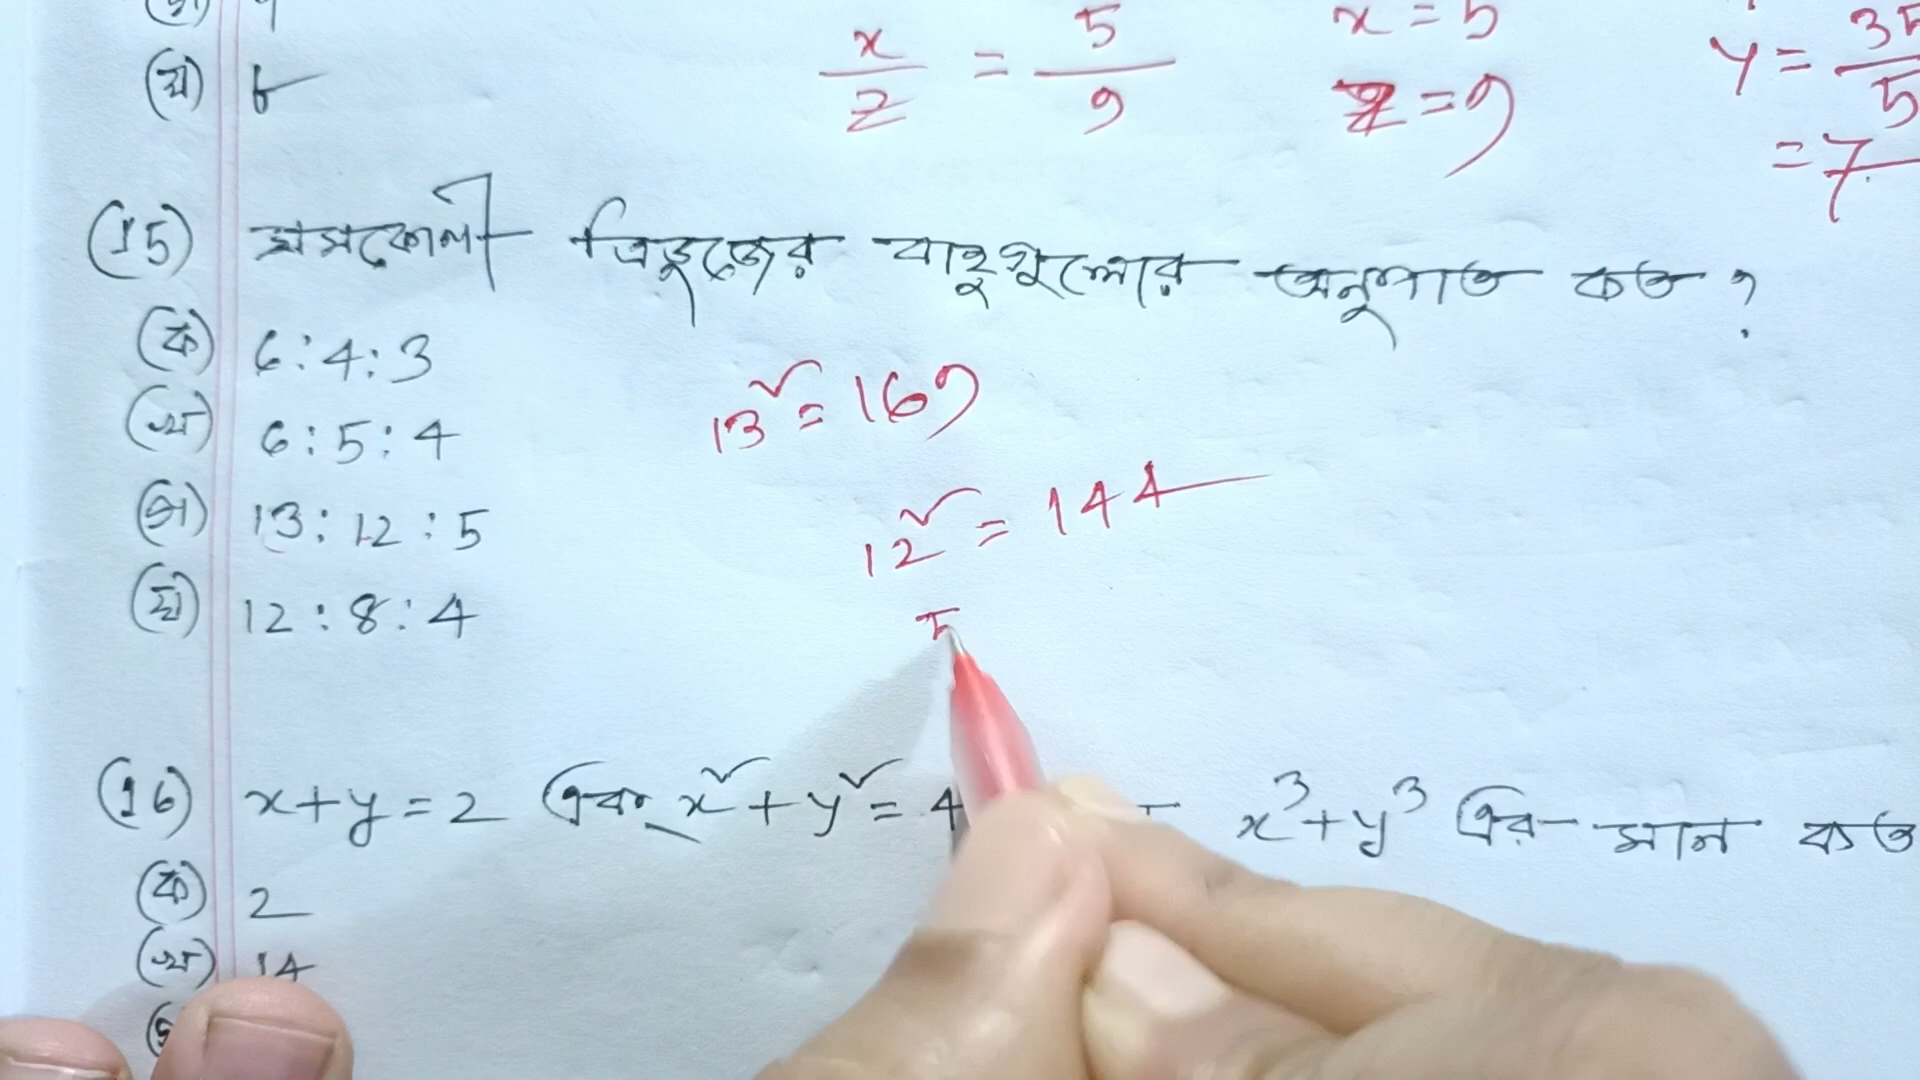 (ঘ) ৮
x/z = 5/9
x = 5
z = 9
y = 35/5
= 7
(15) সমকোণী ত্রিভুজের বাহুগুলোর অনুপাত কত ?
(ক) 6:4:3
(খ) 6:5:4
(গ) 13:12:5
(ঘ) 12:8:4
13² = 169
12² = 144
5
(16) x+y=2 এবং x²+y²=4 x³+y³ এর মান কত
(ক) 2
(খ) 14